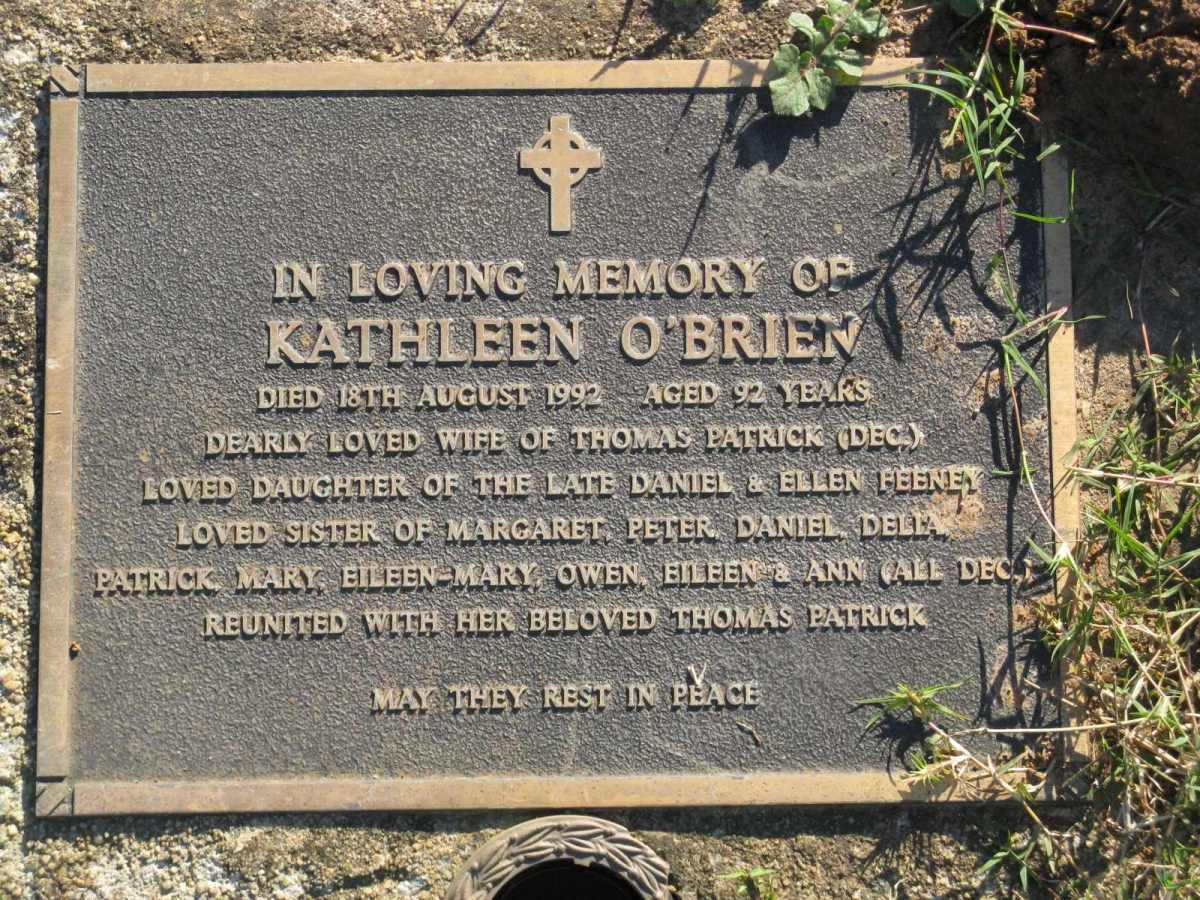 IN LOVING MEMORY OF
KATHLEEN O'BRIEN
DIED 18TH AUGUST 1992 AGED 92 YEARS
DEARLY LOVED WIFE OF THOMAS PATRICK (DEC.)
LOVED DAUGHTER OF THE LATE DANIEL & ELLEN FEENEY
LOVED SISTER OF MARGARET, PETER, DANIEL, DELIA,
PATRICK, MARY, EILEEN-MARY, OWEN, EILEEN & ANN (ALL DEC.)
REUNITED WITH HER BELOVED THOMAS PATRICK
MAY THEY REST IN PEACE